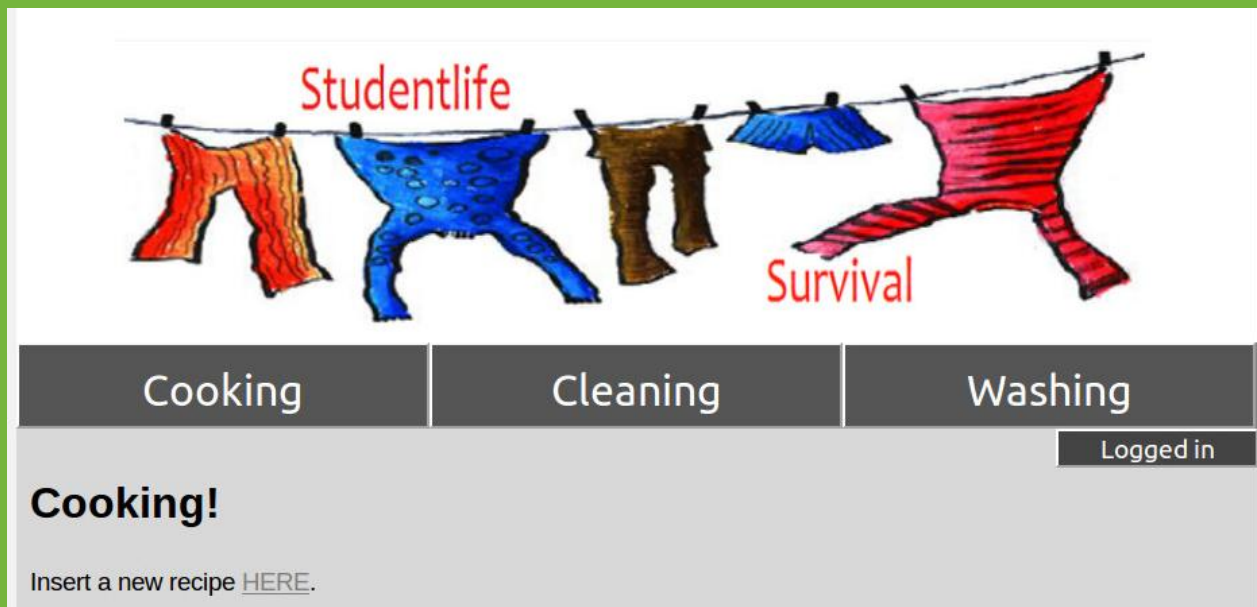 Studentlife
Survival
Cooking Cleaning Washing
Logged in
Cooking!
Insert a new recipe HERE.